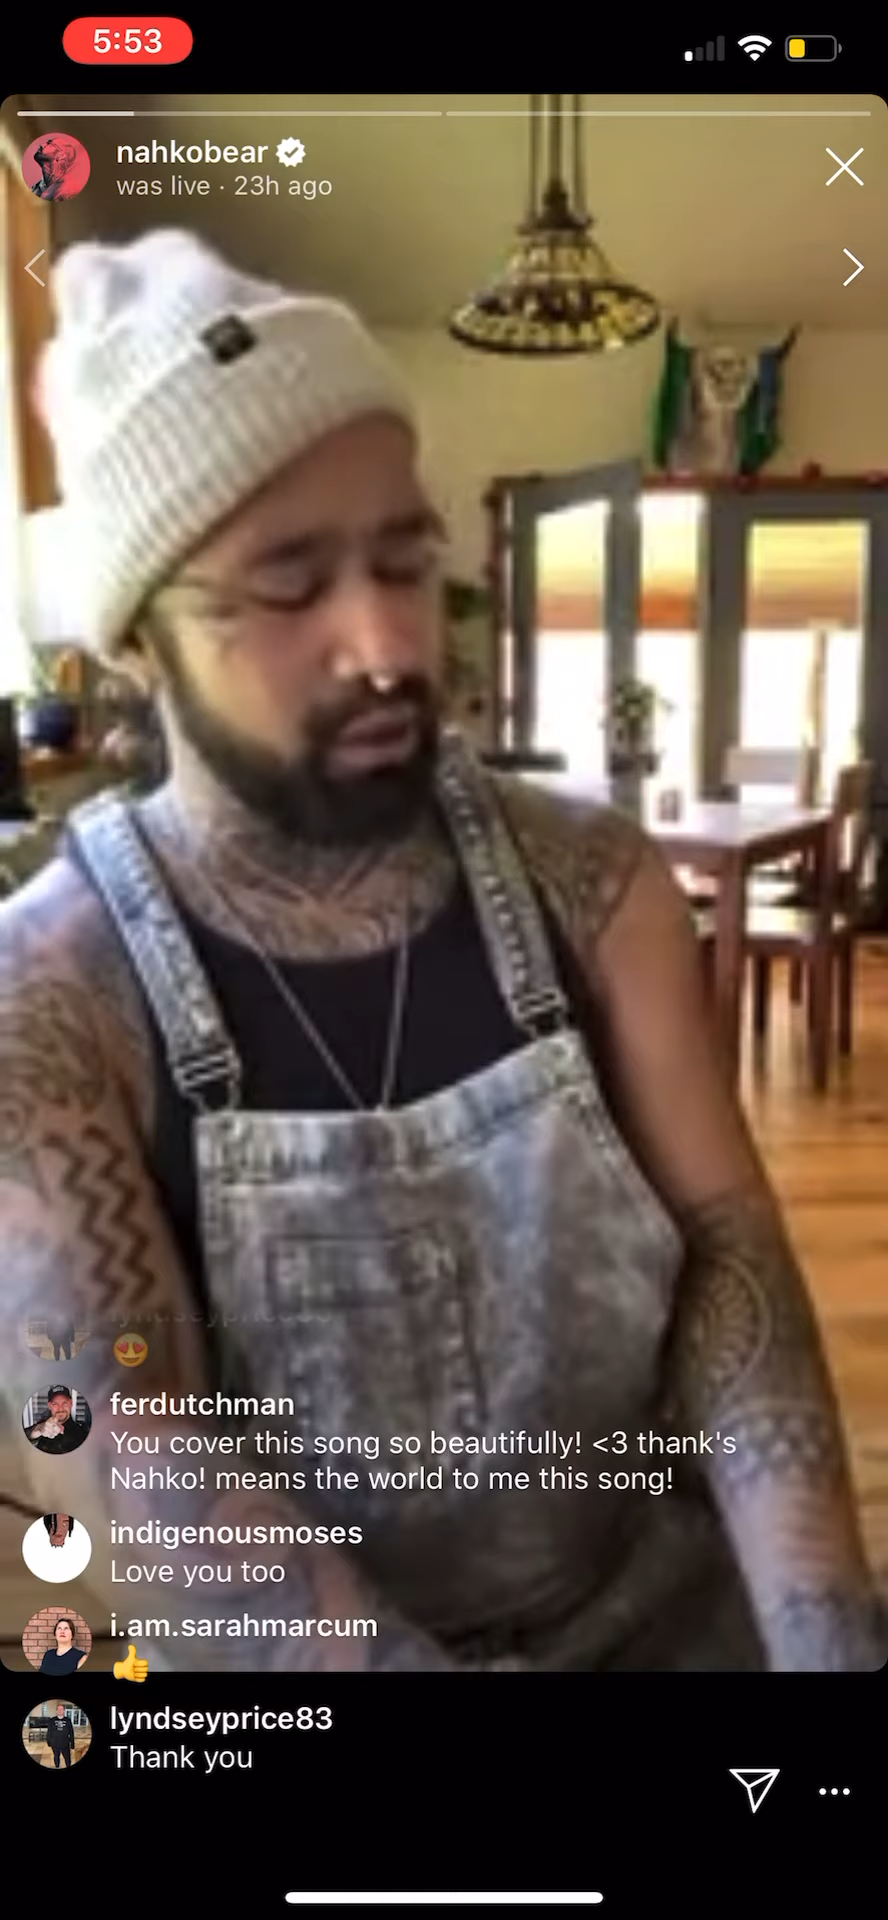 5:53
nahkobear
was live · 23h ago
lyndseyprice83
😍
ferdutchman
You cover this song so beautifully! <3 thank's
Nahko! means the world to me this song!
indigenousmoses
Love you too
i.am.sarahmarcum
👍
lyndseyprice83
Thank you